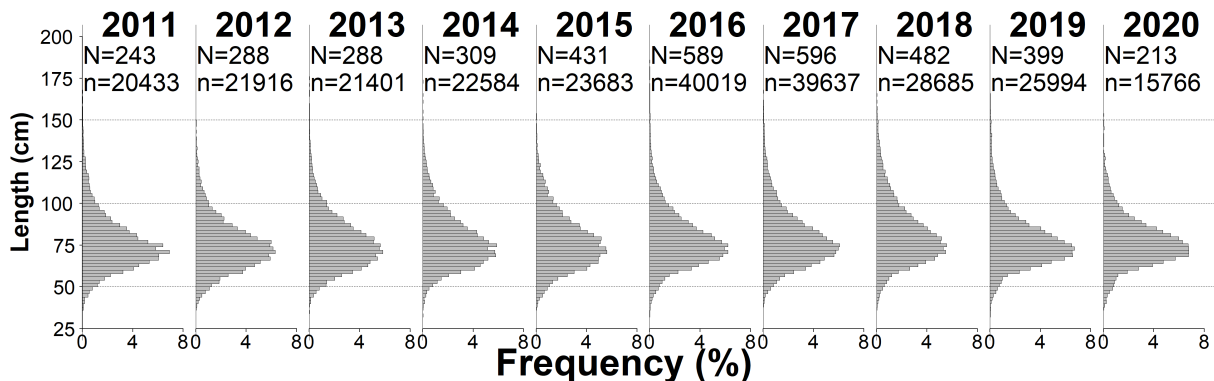 2011 2012 2013 2014 2015 2016 2017 2018 2019 2020
N=243 N=288 N=288 N=309 N=431 N=589 N=596 N=482 N=399 N=213
n=20433 n=21916 n=21401 n=22584 n=23683 n=40019 n=39637 n=28685 n=25994 n=15766
Length (cm)
200
175
150
125
100
75
50
25
0 4 8 0 4 8 0 4 8 0 4 8 0 4 8 0 4 8 0 4 8 0 4 8 0 4 8 0 4 8
Frequency (%)